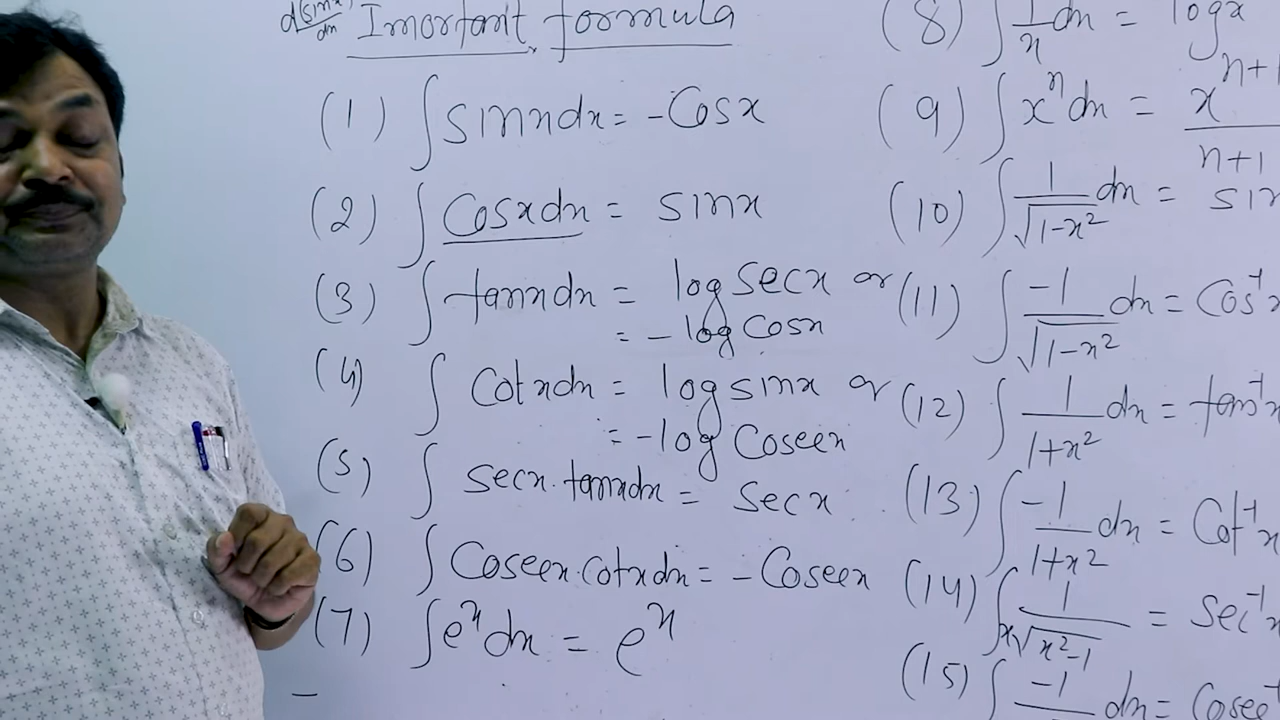 d(sinx)/dn Imortant formula
(1) ∫sinxdx = -Cosx
(2) ∫Cosxdx = sinx
(3) ∫tanxdx = log secx or
= -log Cosx
(4) ∫Cotxdx = log sinx or
= -log Cosecx
(5) ∫secx.tanxdx = secx
(6) ∫Cosecx.cotxdx = -Cosecx
(7) ∫e^x dx = e^x
(8) ∫1/x dx = logx
(9) ∫x^n dx = x^n+1/n+1
(10) ∫1/√1-x² dx = sin
(11) ∫-1/√1-x² dx = Cos⁻¹x
(12) ∫1/1+x² dx = tan⁻¹x
(13) ∫-1/1+x² dx = Cot⁻¹x
(14) ∫1/x√x²-1 = Sec⁻¹x
(15) ∫-1 dx = Cosec⁻¹